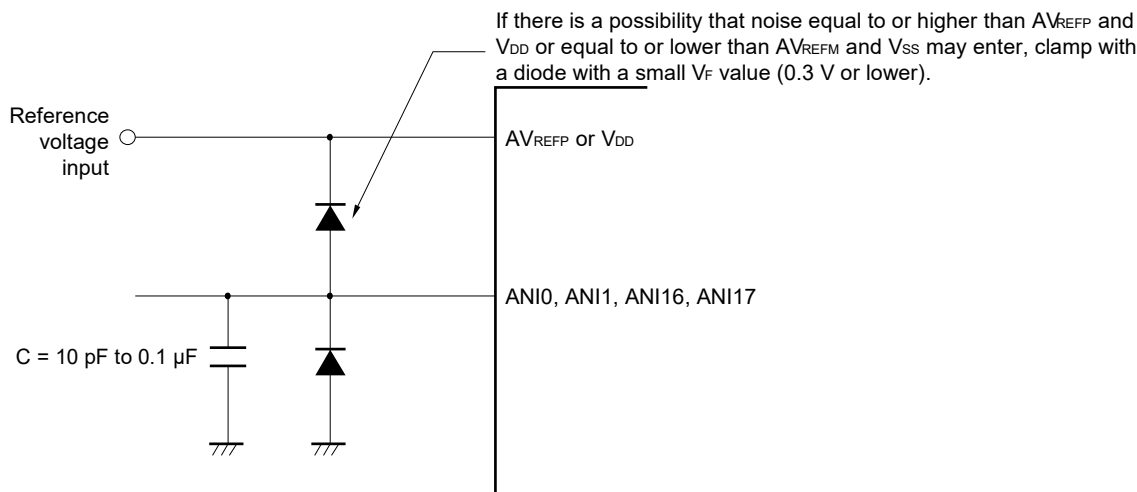 If there is a possibility that noise equal to or higher than AVREFP and
VDD or equal to or lower than AVREFM and VSS may enter, clamp with
a diode with a small VF value (0.3 V or lower).
Reference
voltage
input
AVREFP or VDD
ANI0, ANI1, ANI16, ANI17
C = 10 pF to 0.1 μF